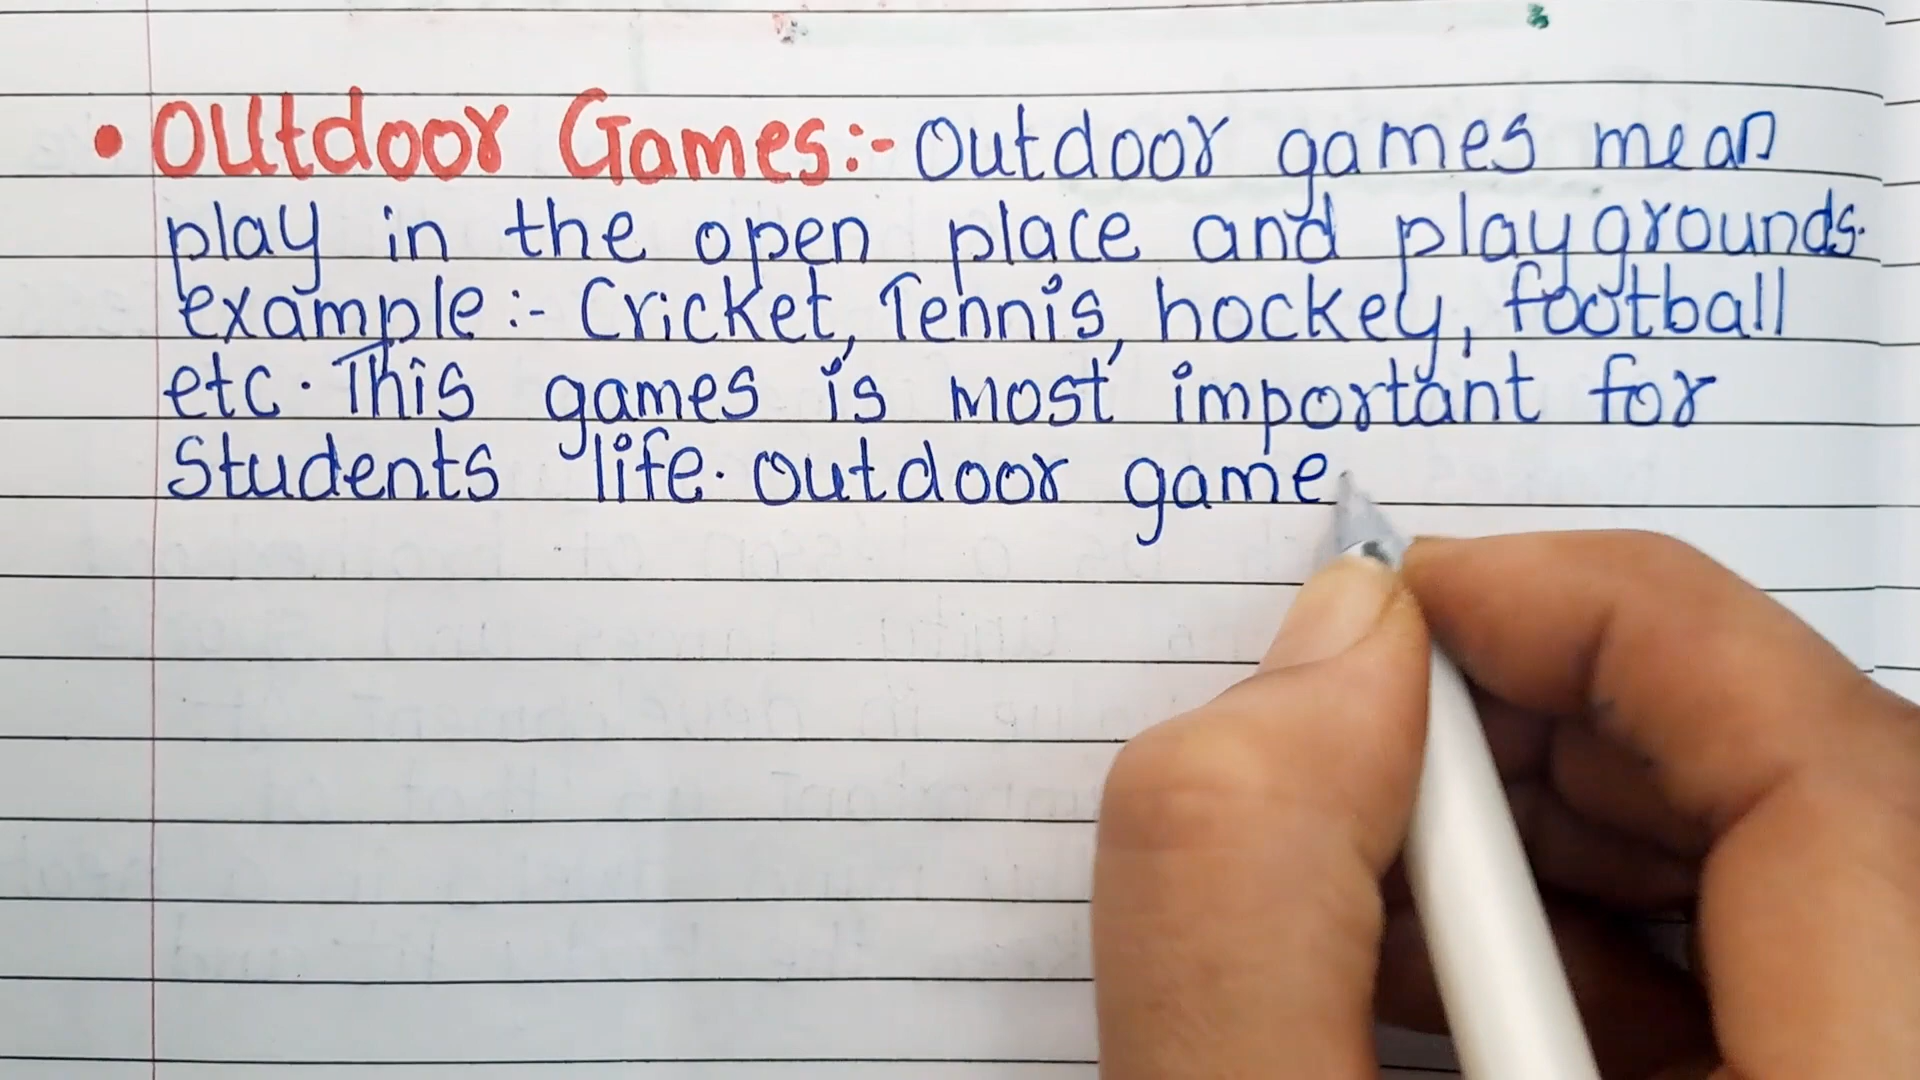 • Outdoor Games:- Outdoor games mean
play in the open place and playgrounds.
example:- Cricket, Tennis, hockey, football
etc. This games is most important for
Students life. outdoor game